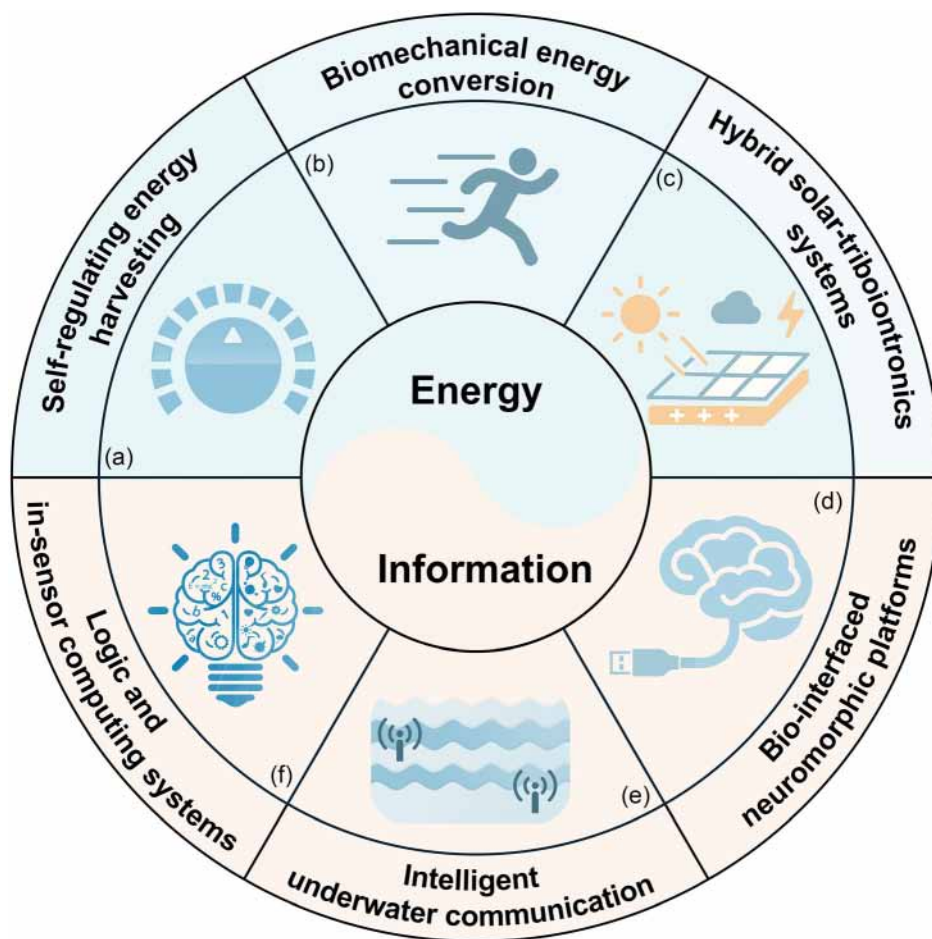 Biomechanical energy
conversion
Hybrid solar-triboiontronics
systems
Self-regulating energy
harvesting
(b)
(c)
(a)
Energy
Information
(d)
Bio-interfaced
neuromorphic platforms
(e)
Intelligent
underwater communication
(f)
Logic and
in-sensor computing systems
+ + +